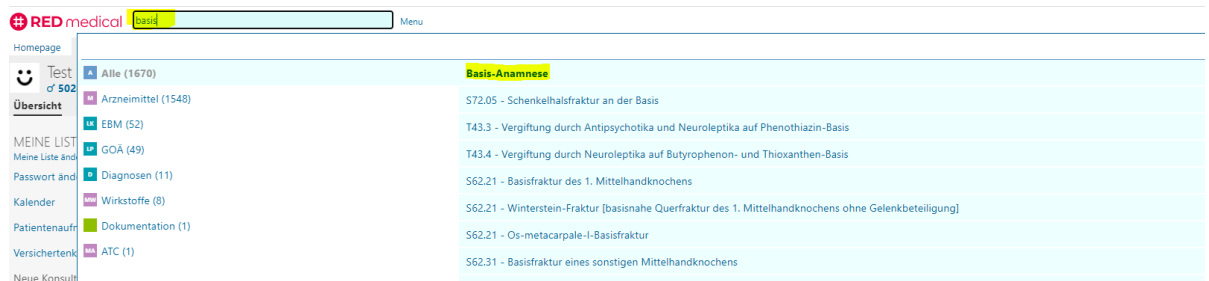 RED medical basis Menu
Homepage
Test
A Alle (1670)
Basis-Anamnese
♂ 502
M Arzneimittel (1548)
S72.05 - Schenkelhalsfraktur an der Basis
Übersicht
LK EBM (52)
T43.3 - Vergiftung durch Antipsychotika und Neuroleptika auf Phenothiazin-Basis
MEINE LIST
LP GOÄ (49)
T43.4 - Vergiftung durch Neuroleptika auf Butyrophenon- und Thioxanthen-Basis
Meine Liste ände
Passwort änd
D Diagnosen (11)
S62.21 - Basisfraktur des 1. Mittelhandknochens
Kalender
MW Wirkstoffe (8)
S62.21 - Winterstein-Fraktur [basisnahe Querfraktur des 1. Mittelhandknochens ohne Gelenkbeteiligung]
Patientenaufr
Dokumentation (1)
S62.21 - Os-metacarpale-I-Basisfraktur
Versichertenk
MA ATC (1)
S62.31 - Basisfraktur eines sonstigen Mittelhandknochens
Neue Konsult